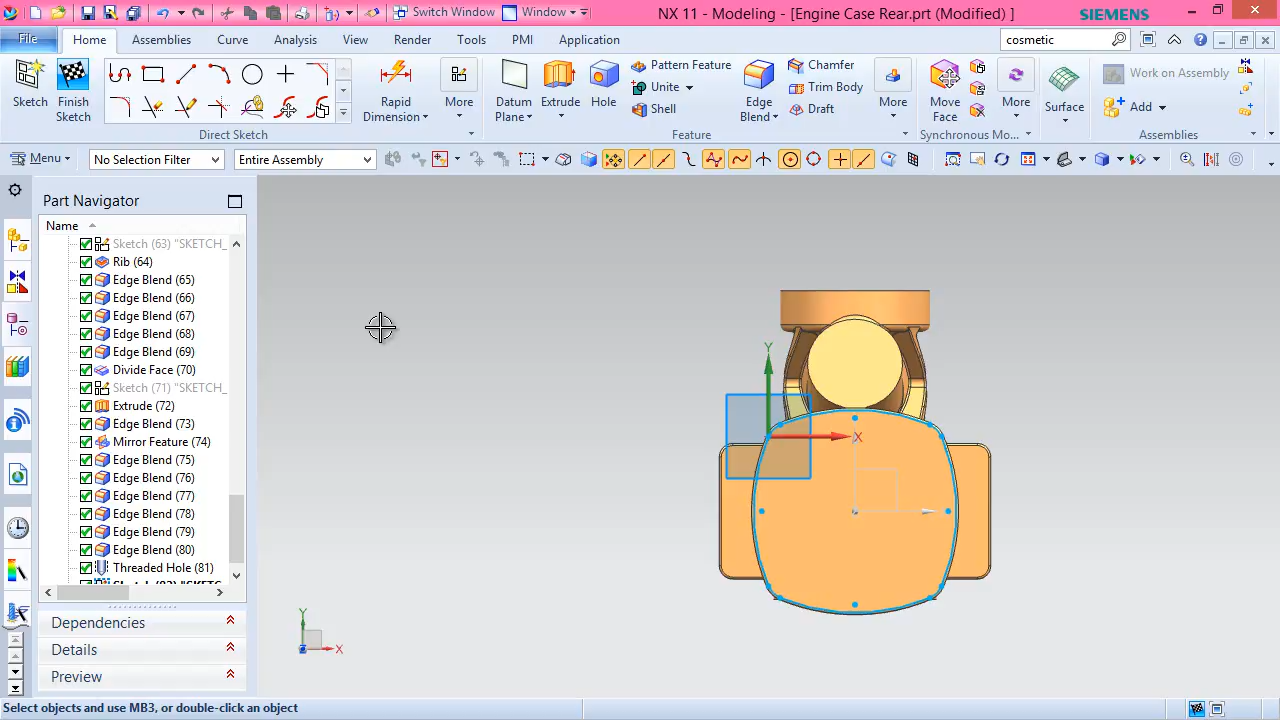 NX 11 - Modeling - [Engine Case Rear.prt (Modified) ]
SIEMENS
Switch Window
Window
File
Home
Assemblies
Curve
Analysis
View
Render
Tools
PMI
Application
cosmetic
Sketch
Finish
Sketch
Rapid
Dimension
More
Datum
Plane
Extrude
Hole
Pattern Feature
Unite
Shell
Edge
Blend
Chamfer
Trim Body
Draft
More
Move
Face
More
Surface
Work on Assembly
Add
Direct Sketch
Feature
Synchronous Mo...
Assemblies
Menu
No Selection Filter
Entire Assembly
Part Navigator
Name
Sketch (63) "SKETCH_
Rib (64)
Edge Blend (65)
Edge Blend (66)
Edge Blend (67)
Edge Blend (68)
Edge Blend (69)
Divide Face (70)
Sketch (71) "SKETCH_
Extrude (72)
Edge Blend (73)
Mirror Feature (74)
Edge Blend (75)
Edge Blend (76)
Edge Blend (77)
Edge Blend (78)
Edge Blend (79)
Edge Blend (80)
Threaded Hole (81)
Dependencies
Details
Preview
Y
X
Y
X
Select objects and use MB3, or double-click an object